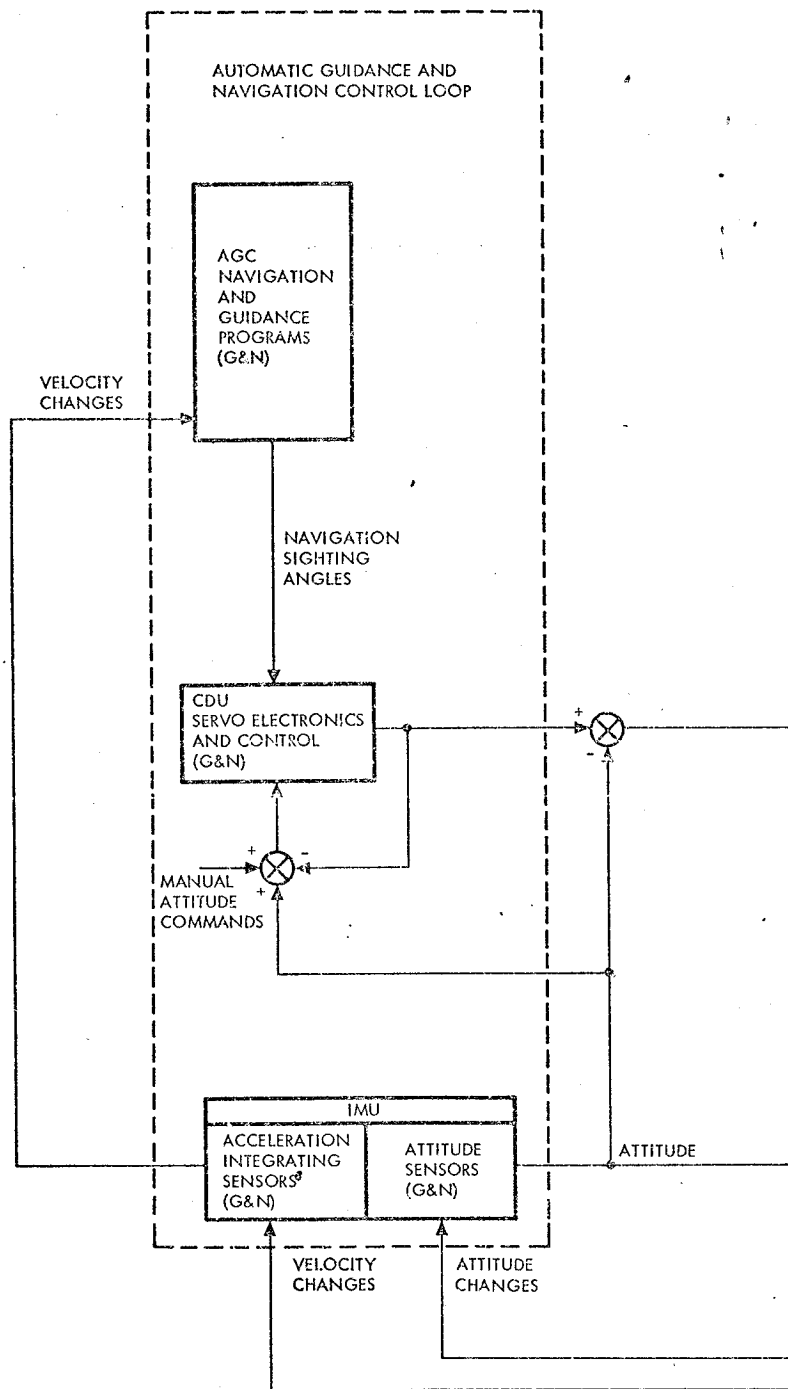 AUTOMATIC GUIDANCE AND
NAVIGATION CONTROL LOOP
AGC
NAVIGATION
AND
GUIDANCE
PROGRAMS
(G&N)
VELOCITY
CHANGES
NAVIGATION
SIGHTING
ANGLES
CDU
SERVO ELECTRONICS
AND CONTROL
(G&N)
+
-
+
-
+
MANUAL
ATTITUDE
COMMANDS
IMU
ACCELERATION
INTEGRATING
SENSORS
(G&N)
ATTITUDE
SENSORS
(G&N)
ATTITUDE
VELOCITY
CHANGES
ATTITUDE
CHANGES